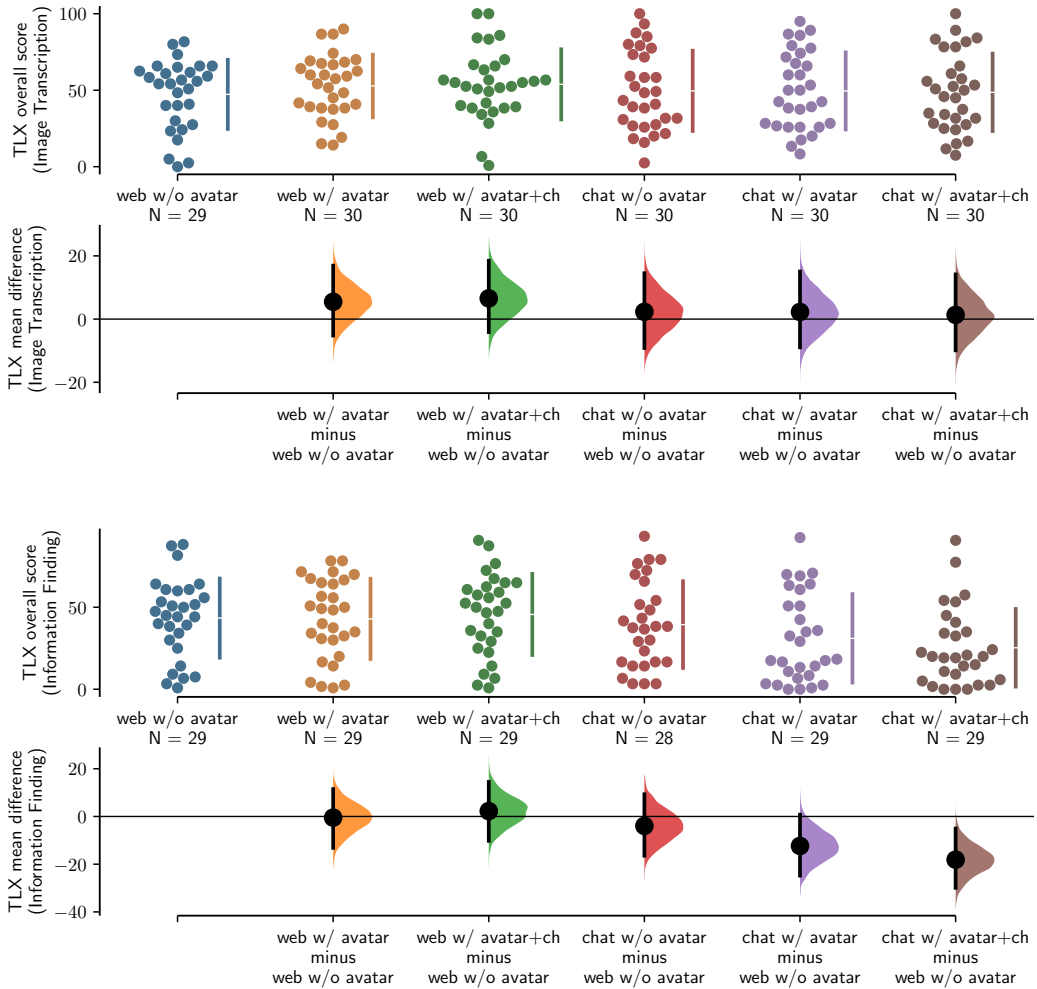 TLX overall score
(Image Transcription)
100
50
0
web w/o avatar
N = 29
web w/ avatar
N = 30
web w/ avatar+ch
N = 30
chat w/o avatar
N = 30
chat w/ avatar
N = 30
chat w/ avatar+ch
N = 30
TLX mean difference
(Image Transcription)
20
0
−20
web w/ avatar
minus
web w/o avatar
web w/ avatar+ch
minus
web w/o avatar
chat w/o avatar
minus
web w/o avatar
chat w/ avatar
minus
web w/o avatar
chat w/ avatar+ch
minus
web w/o avatar
TLX overall score
(Information Finding)
50
0
web w/o avatar
N = 29
web w/ avatar
N = 29
web w/ avatar+ch
N = 29
chat w/o avatar
N = 28
chat w/ avatar
N = 29
chat w/ avatar+ch
N = 29
TLX mean difference
(Information Finding)
20
0
−20
−40
web w/ avatar
minus
web w/o avatar
web w/ avatar+ch
minus
web w/o avatar
chat w/o avatar
minus
web w/o avatar
chat w/ avatar
minus
web w/o avatar
chat w/ avatar+ch
minus
web w/o avatar